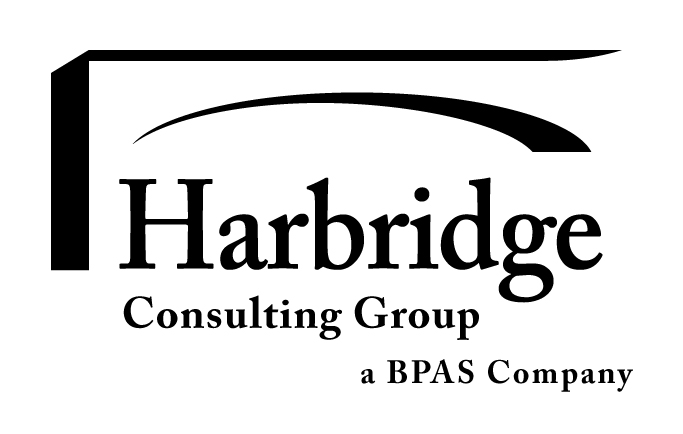 Harbridge
Consulting Group
a BPAS Company